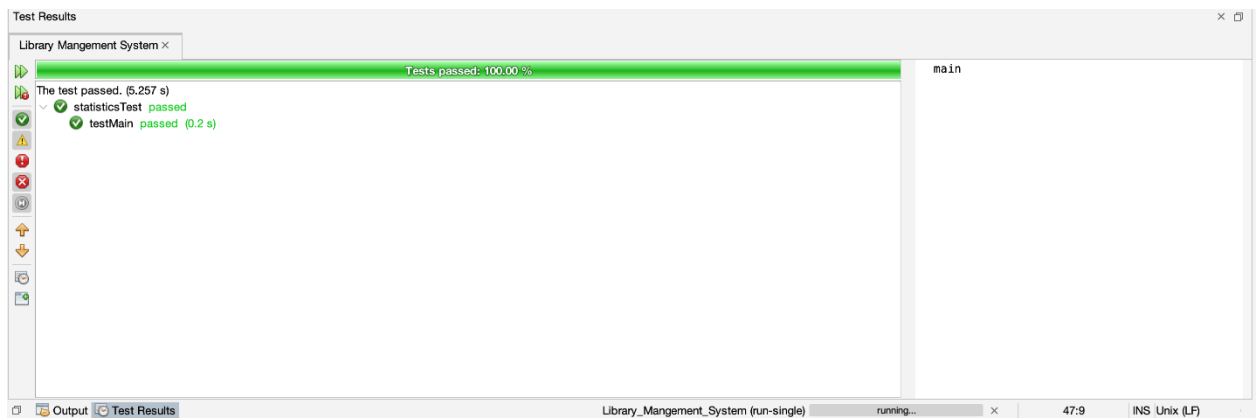 Test Results
Library Mangement System
Tests passed: 100.00 %
main
The test passed. (5.257 s)
statisticsTest passed
testMain passed (0.2 s)
Output Test Results Library_Mangement_System (run-single) running... 47:9 INS Unix (LF)